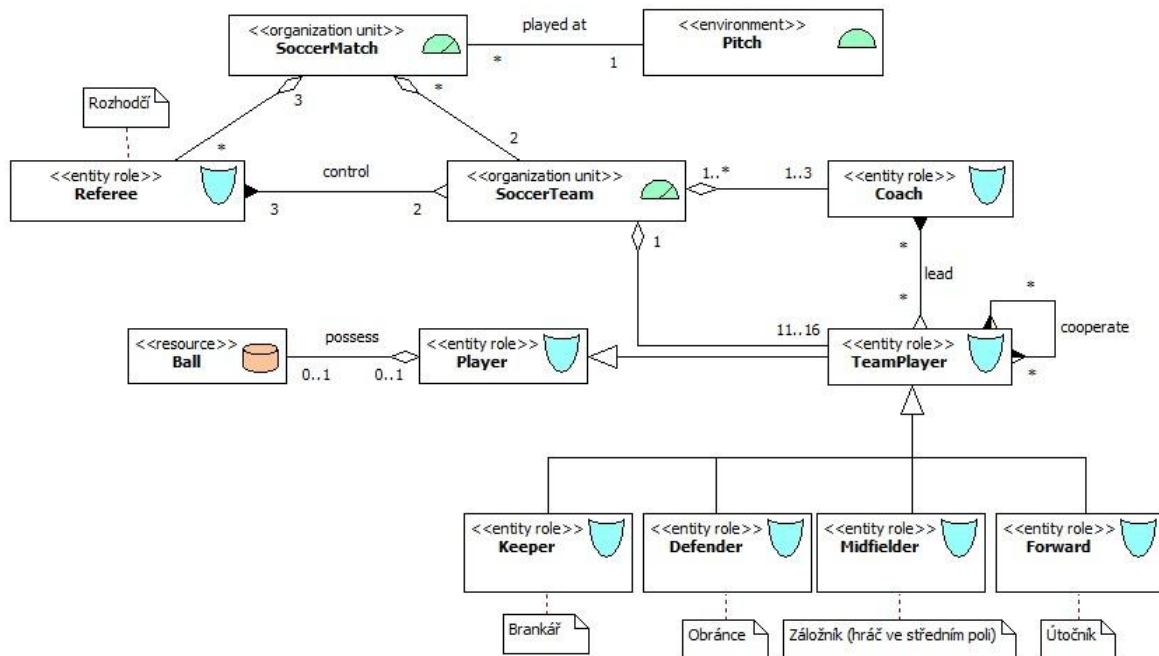 <<organization unit>>
SoccerMatch
played at
*
1
<<environment>>
Pitch
3
*
Rozhodčí
*
2
<<entity role>>
Referee
control
3
2
<<organization unit>>
SoccerTeam
1..*
1..3
<<entity role>>
Coach
1
*
lead
*
*
cooperate
*
11..16
<<resource>>
Ball
possess
0..1
0..1
<<entity role>>
Player
<<entity role>>
TeamPlayer
<<entity role>>
Keeper
<<entity role>>
Defender
<<entity role>>
Midfielder
<<entity role>>
Forward
Brankář
Obránce
Záložník (hráč ve středním poli)
Útočník